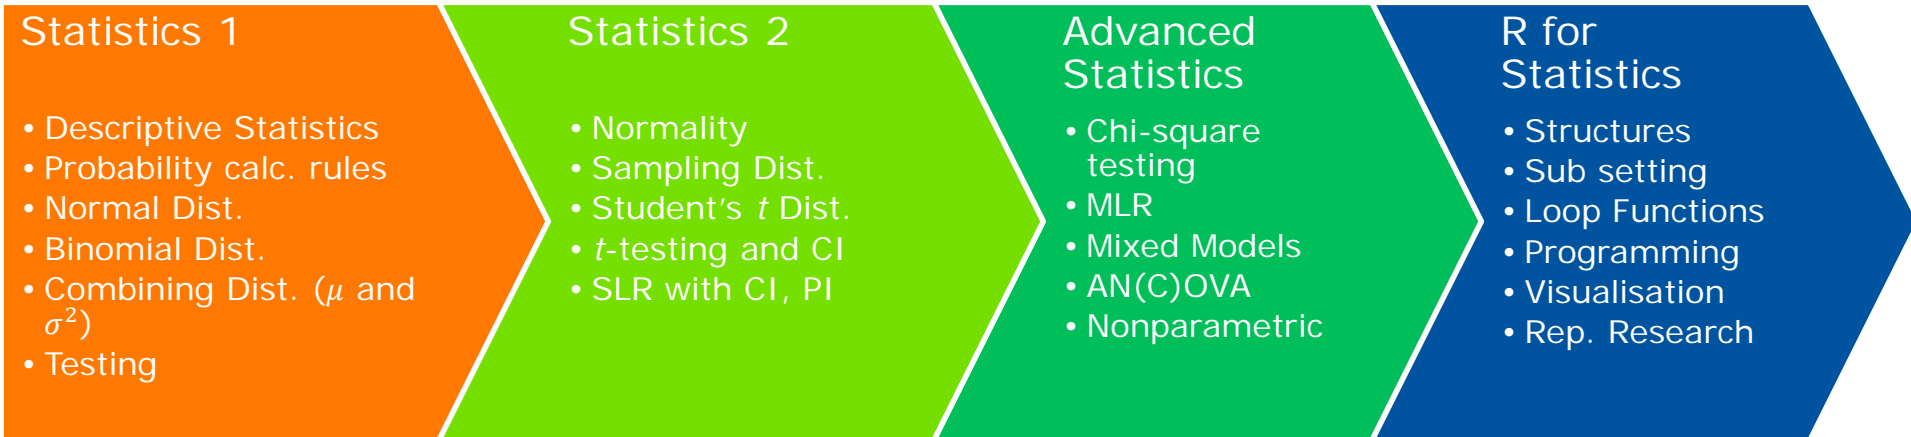 Statistics 1
• Descriptive Statistics
• Probability calc. rules
• Normal Dist.
• Binomial Dist.
• Combining Dist. (μ and
σ²)
• Testing
Statistics 2
• Normality
• Sampling Dist.
• Student's t Dist.
• t-testing and CI
• SLR with CI, PI
Advanced
Statistics
• Chi-square
testing
• MLR
• Mixed Models
• AN(C)OVA
• Nonparametric
R for
Statistics
• Structures
• Sub setting
• Loop Functions
• Programming
• Visualisation
• Rep. Research